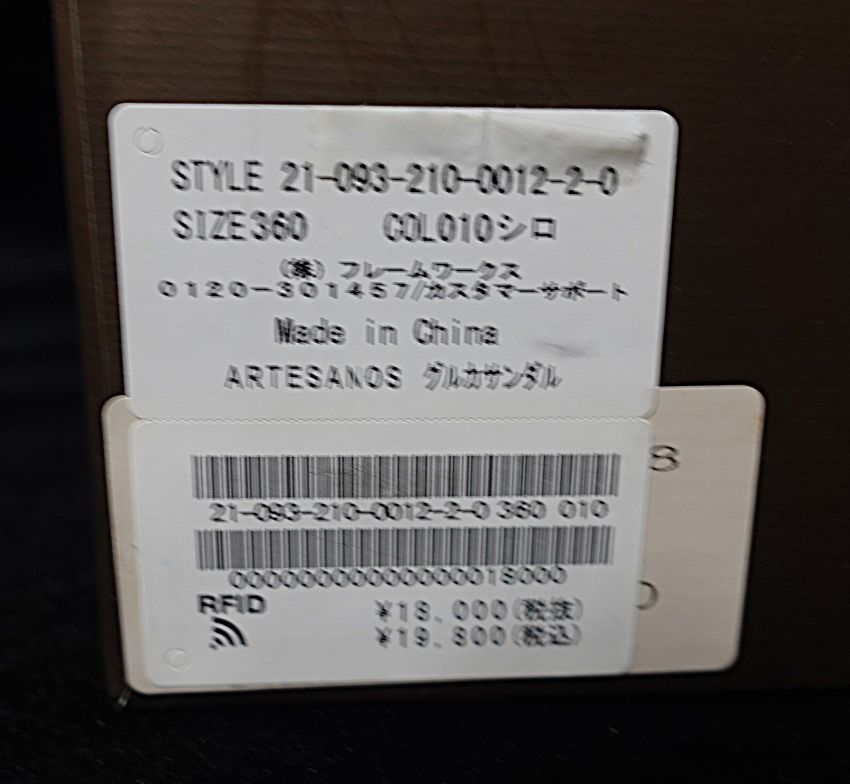 STYLE 21-093-210-0012-2-0
SIZE360 COL010シロ
(株) フレームワークス
0120-301457/カスタマーサポート
Made in China
ARTESANOS グルカサンダル
21-093-210-0012-2-0 360 010
00000000000000018000
RFID
¥18,000(税抜)
¥19,800(税込)
8